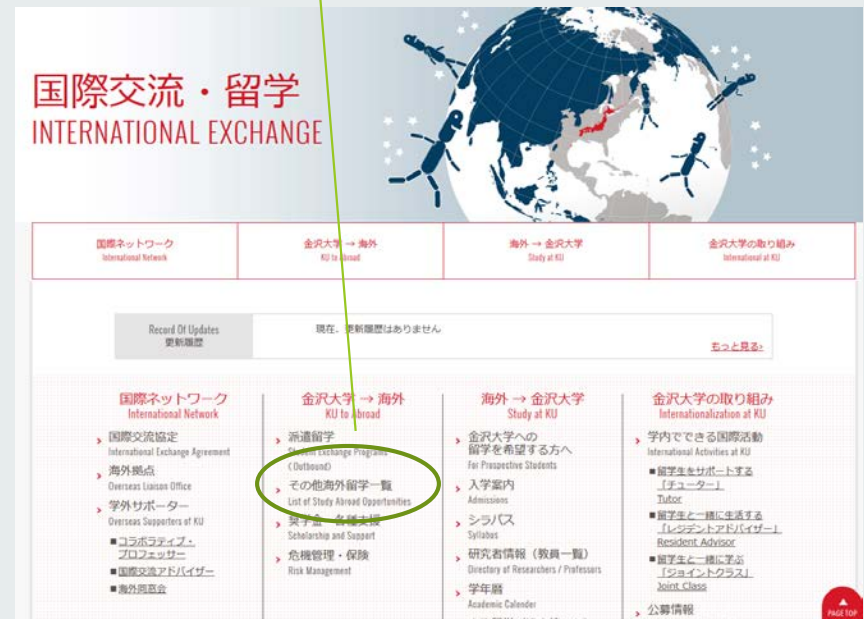 国際交流・留学
INTERNATIONAL EXCHANGE
国際ネットワーク
International Network
金沢大学 → 海外
KU to Abroad
海外 → 金沢大学
Study at KU
金沢大学の取り組み
International at KU
Record Of Updates
更新履歴
現在、更新履歴はありません
もっと見る>
国際ネットワーク
International Network
国際交流協定
International Exchange Agreement
海外拠点
Overseas Liaison Office
学外サポーター
Overseas Supporters of KU
■コラボラティブ・
プロフェッサー
■国際交流アドバイザー
■海外同窓会
金沢大学 → 海外
KU to Abroad
派遣留学
Student Exchange Programs
(Outbound)
その他海外留学一覧
List of Study Abroad Opportunities
奨学金・各種支援
Scholarship and Support
危機管理・保険
Risk Management
海外 → 金沢大学
Study at KU
金沢大学への
留学を希望する方へ
For Prospective Students
入学案内
Admissions
シラバス
Syllabus
研究者情報(教員一覧)
Directory of Researchers / Professors
学年暦
Academic Calender
金沢大学の取り組み
Internationalization at KU
学内でできる国際活動
International Activities at KU
■留学生をサポートする
「チューター」
Tutor
■留学生と一緒に生活する
「レジデントアドバイザー」
Resident Advisor
■留学生と一緒に学ぶ
「ジョイントクラス」
Joint Class
公募情報
PAGE TOP